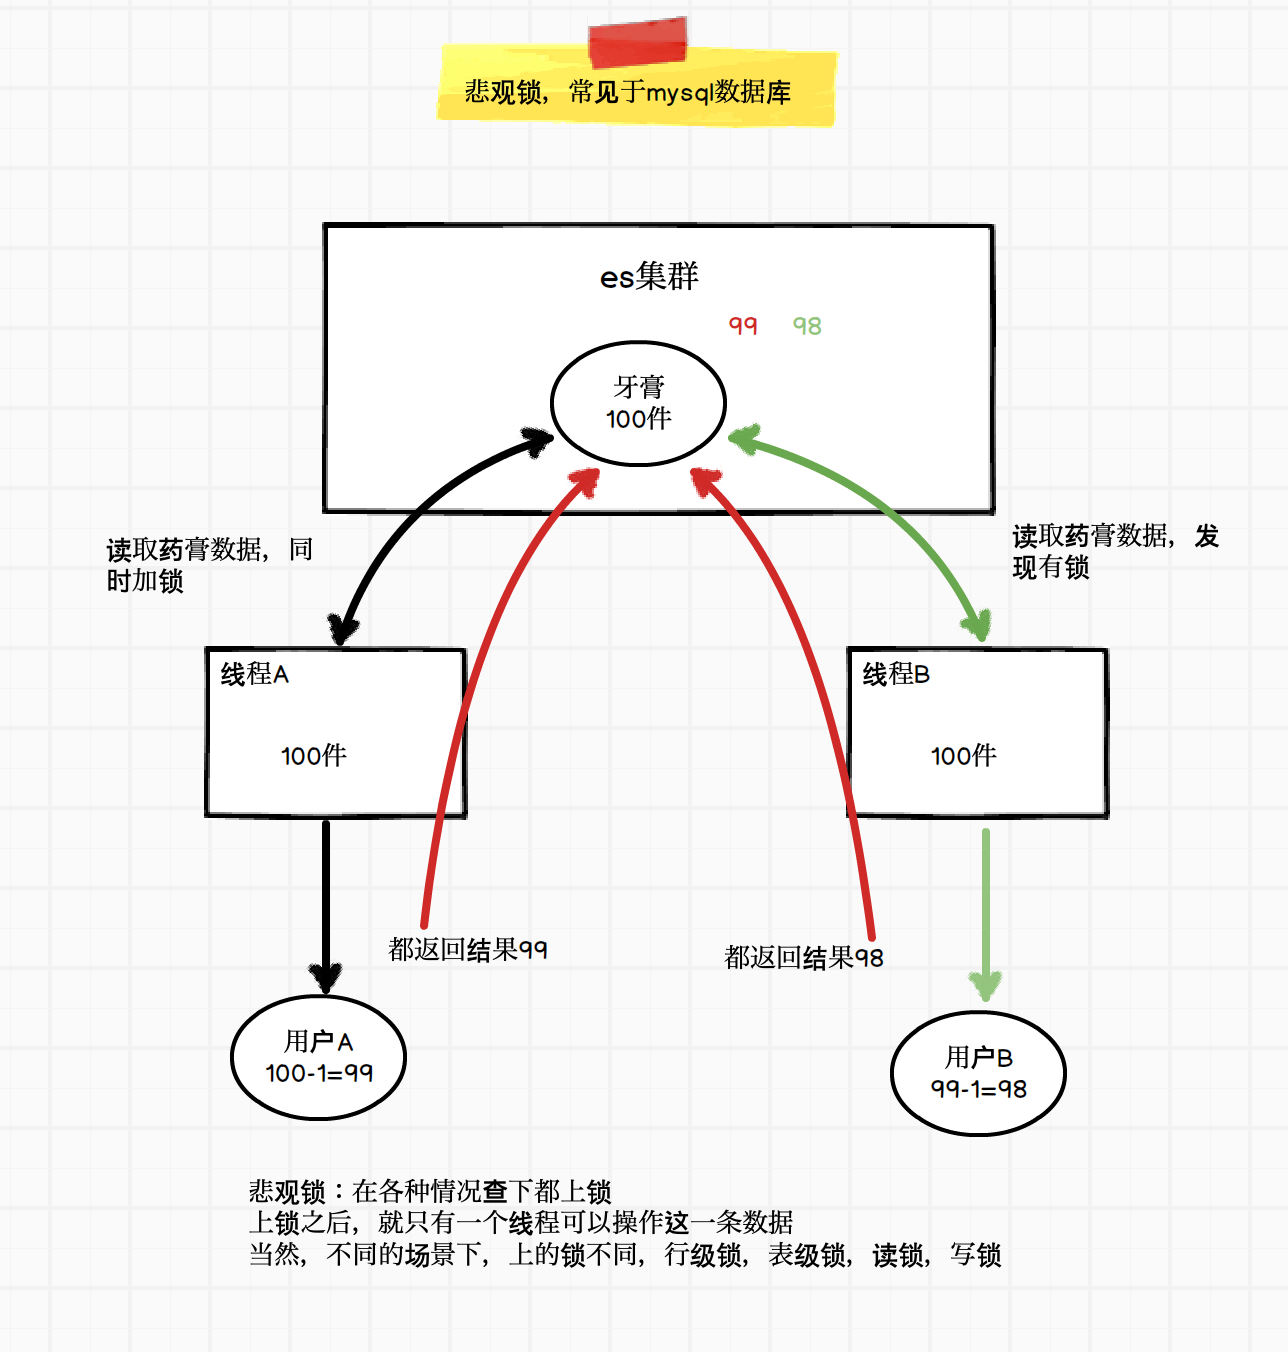 悲观锁，常见于mysql数据库
es集群
99 98
牙膏
100件
读取药膏数据，同
时加锁
读取药膏数据，发
现有锁
线程A
100件
线程B
100件
都返回结果99
都返回结果98
用户A
100-1=99
用户B
99-1=98
悲观锁：在各种情况查下都上锁
上锁之后，就只有一个线程可以操作这一条数据
当然，不同的场景下，上的锁不同，行级锁，表级锁，读锁，写锁